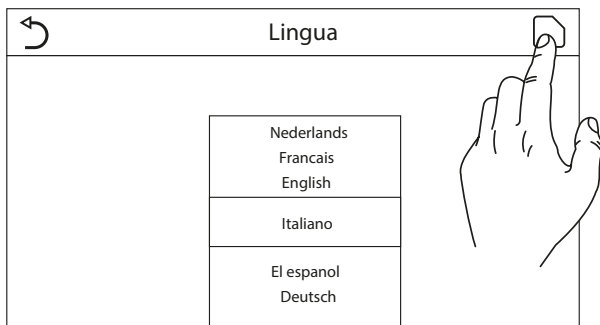 Lingua
Nederlands
Francais
English
Italiano
El espanol
Deutsch